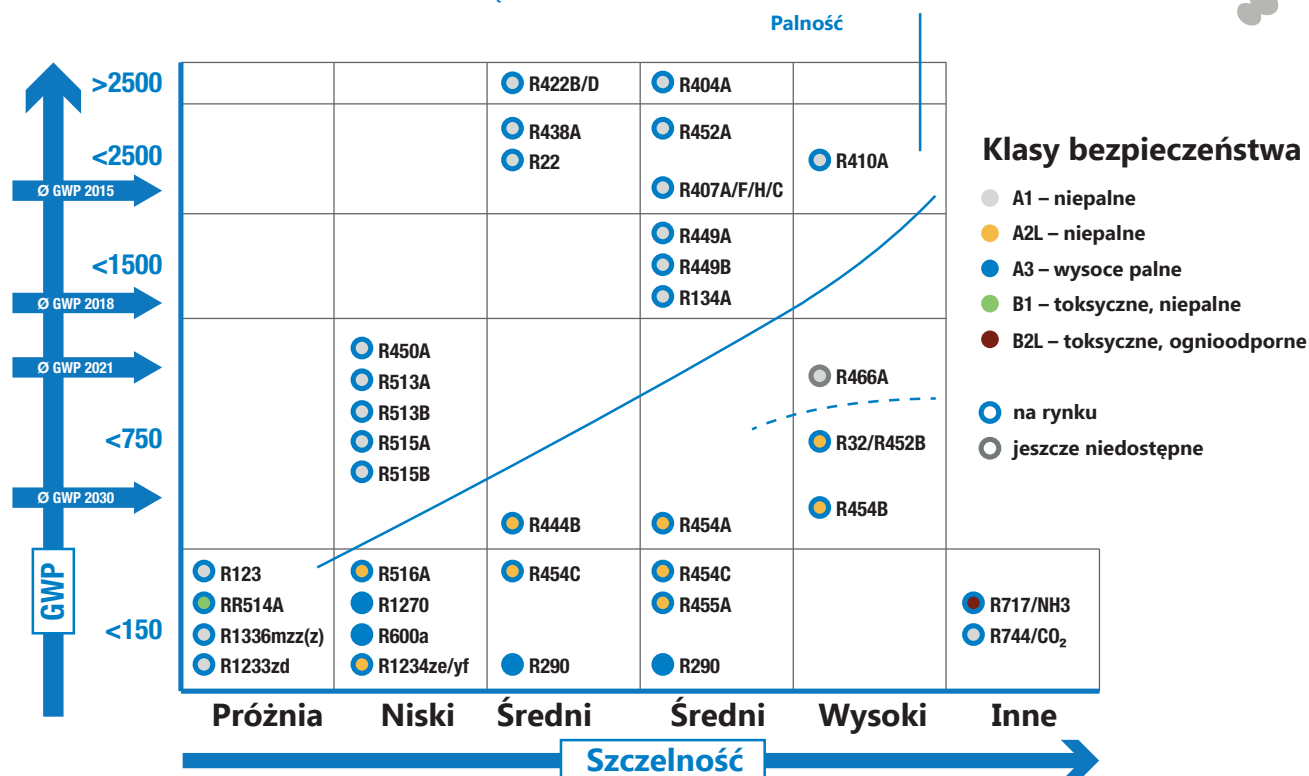 Palność
>2500
R422B/D
R404A
<2500
R438A
R452A
R22
R410A
Ø GWP 2015
R407A/F/H/C
<1500
R449A
R449B
Ø GWP 2018
R134A
R450A
Ø GWP 2021
R513A
R466A
R513B
<750
R515A
R32/R452B
R515B
Ø GWP 2030
R444B
R454A
R454B
GWP
<150
R123
R516A
R454C
R454C
RR514A
R1270
R455A
R717/NH3
R1336mzz(z)
R600a
R744/CO₂
R1233zd
R1234ze/yf
R290
R290
Próżnia
Niski
Średni
Średni
Wysoki
Inne
Szczelność
Klasy bezpieczeństwa
A1 – niepalne
A2L – niepalne
A3 – wysoce palne
B1 – toksyczne, niepalne
B2L – toksyczne, ognioodporne
na rynku
jeszcze niedostępne